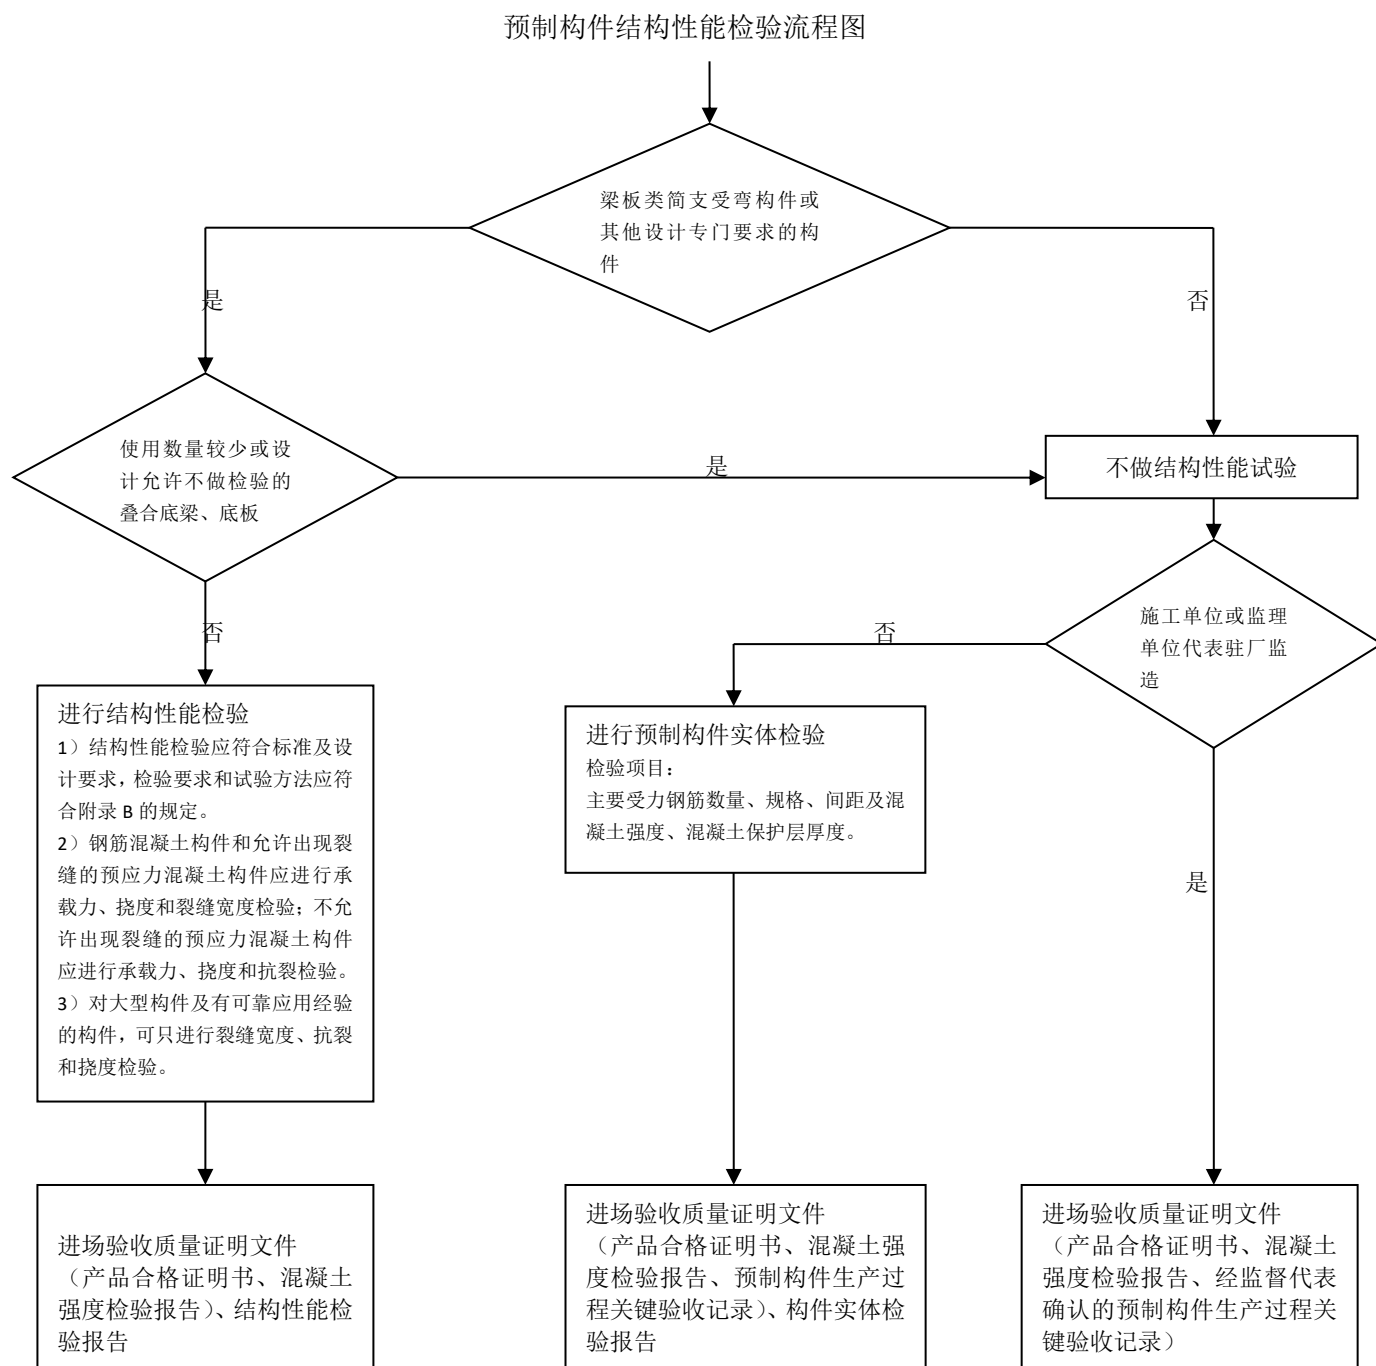 预制构件结构性能检验流程图
梁板类简支受弯构件或
其他设计专门要求的构
件
是
否
使用数量较少或设
计允许不做检验的
叠合底梁、底板
是
不做结构性能试验
否
否
施工单位或监理
单位代表驻厂监
造
进行结构性能检验
1）结构性能检验应符合标准及设
计要求，检验要求和试验方法应符
合附录 B 的规定。
2）钢筋混凝土构件和允许出现裂
缝的预应力混凝土构件应进行承
载力、挠度和裂缝宽度检验；不允
许出现裂缝的预应力混凝土构件
应进行承载力、挠度和抗裂检验。
3）对大型构件及有可靠应用经验
的构件，可只进行裂缝宽度、抗裂
和挠度检验。
进行预制构件实体检验
检验项目：
主要受力钢筋数量、规格、间距及混
凝土强度、混凝土保护层厚度。
是
进场验收质量证明文件
（产品合格证明书、混凝土
强度检验报告）、结构性能检
验报告
进场验收质量证明文件
（产品合格证明书、混凝土强
度检验报告、预制构件生产过
程关键验收记录）、构件实体检
验报告
进场验收质量证明文件
（产品合格证明书、混凝土
强度检验报告、经监督代表
确认的预制构件生产过程关
键验收记录）